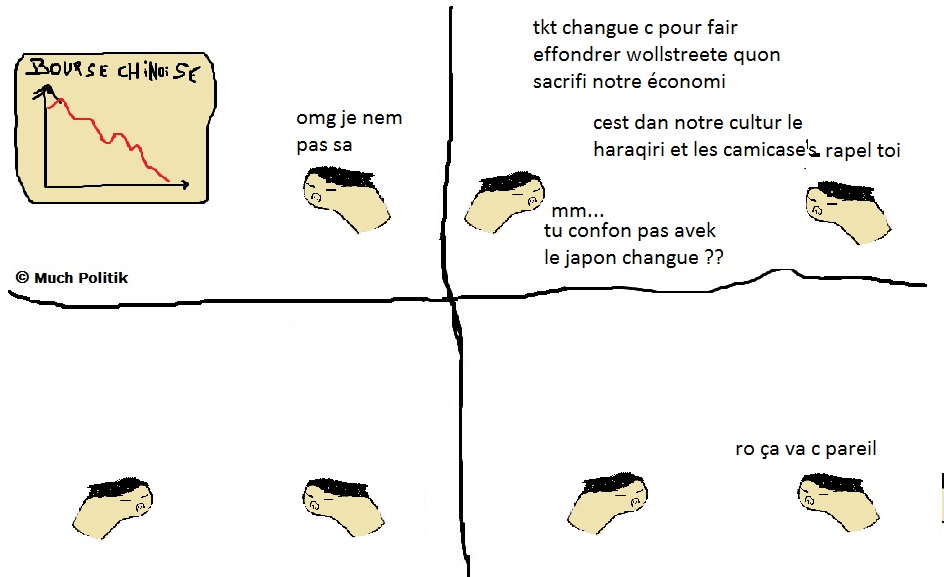 BOURSE CHINOISE
omg je nem
pas sa
© Much Politik
tkt changue c pour fair
effondrer wollstreete quon
sacrifi notre économi
cest dan notre cultur le
haraqiri et les camicase's rapel toi
mm...
tu confon pas avek
le japon changue ??
ro ça va c pareil